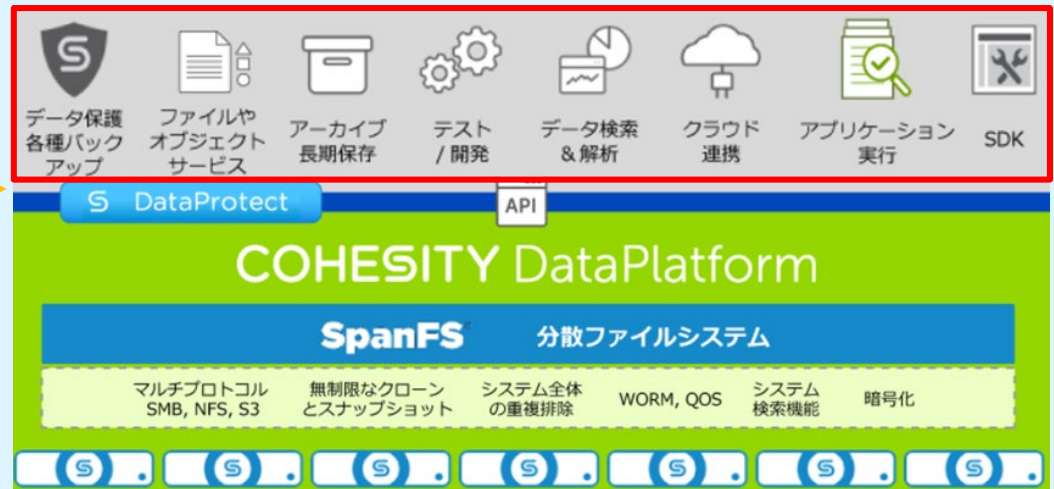 データ保護
各種バック
アップ
ファイルや
オブジェクト
サービス
アーカイブ
長期保存
テスト
/ 開発
データ検索
&解析
クラウド
連携
アプリケーション
実行
SDK
DataProtect
API
COHESITY DataPlatform
SpanFS 分散ファイルシステム
マルチプロトコル
SMB, NFS, S3
無制限なクローン
とスナップショット
システム全体
の重複排除
WORM, QOS
システム
検索機能
暗号化